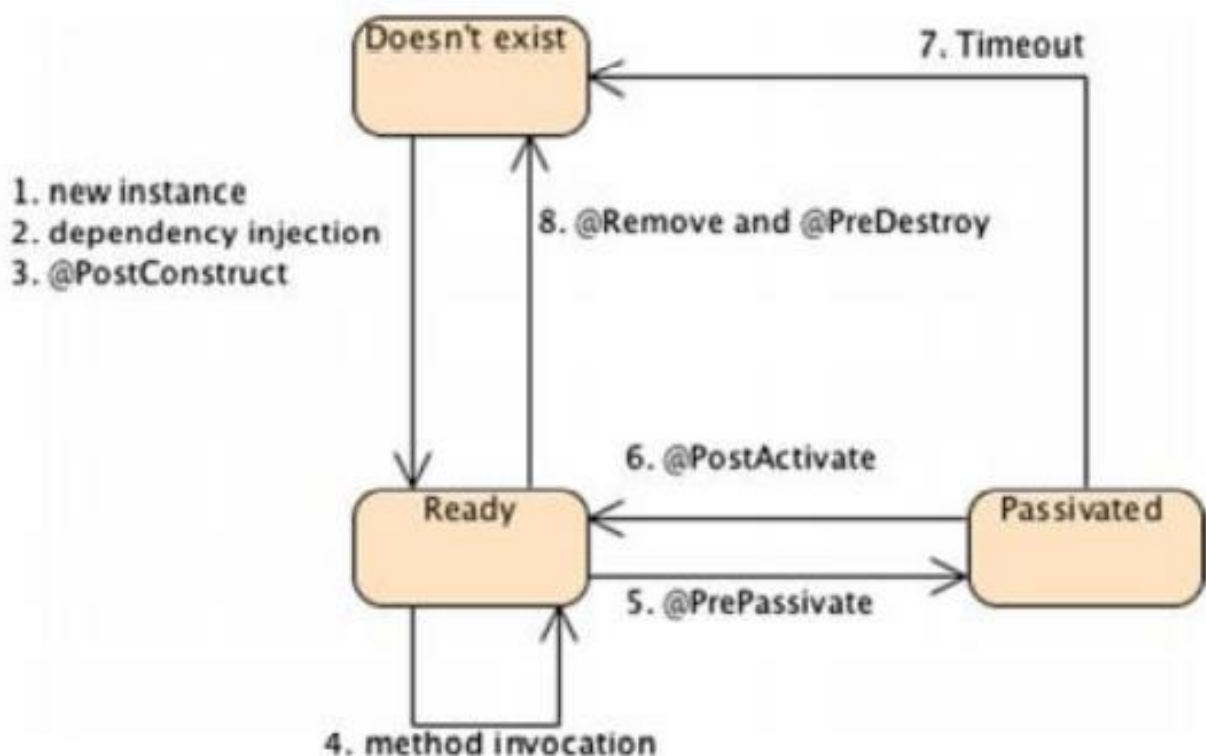 Doesn't exist
7. Timeout
1. new instance
2. dependency injection
3. @PostConstruct
8. @Remove and @PreDestroy
6. @PostActivate
Ready
Passivated
5. @PrePassivate
4. method invocation